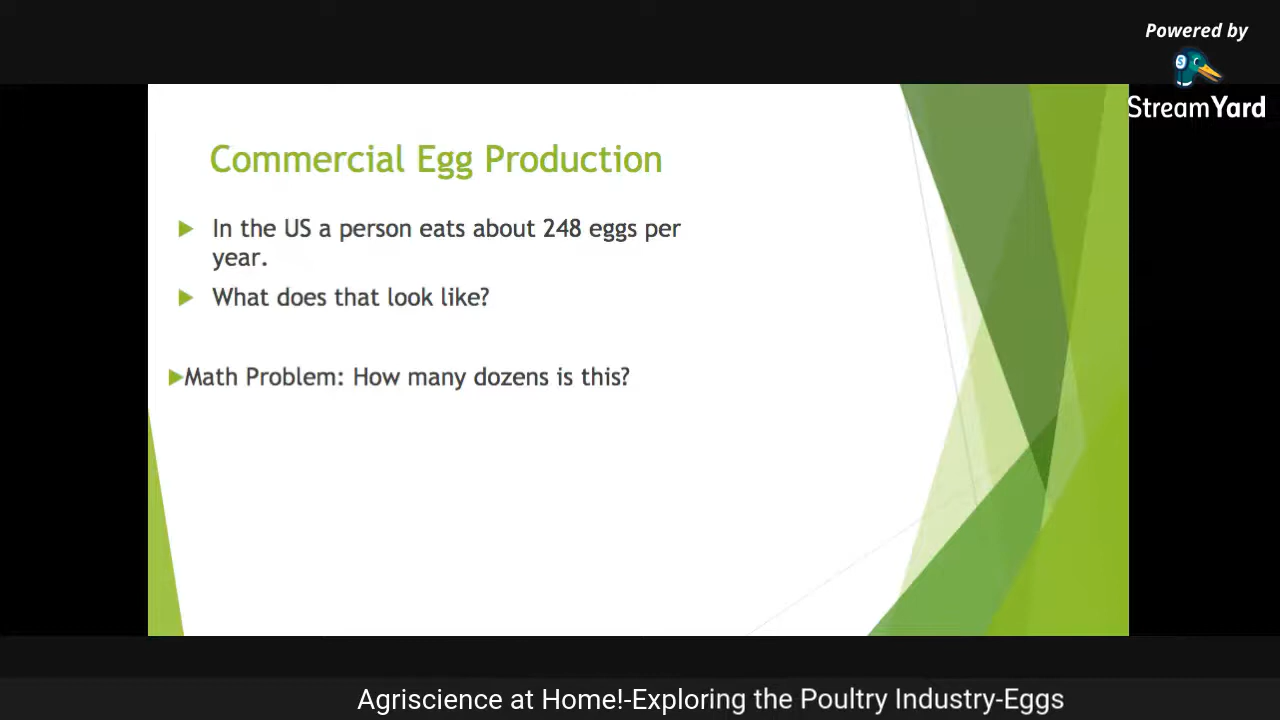 Powered by
StreamYard
Commercial Egg Production
In the US a person eats about 248 eggs per
year.
What does that look like?
Math Problem: How many dozens is this?
Agriscience at Home!-Exploring the Poultry Industry-Eggs